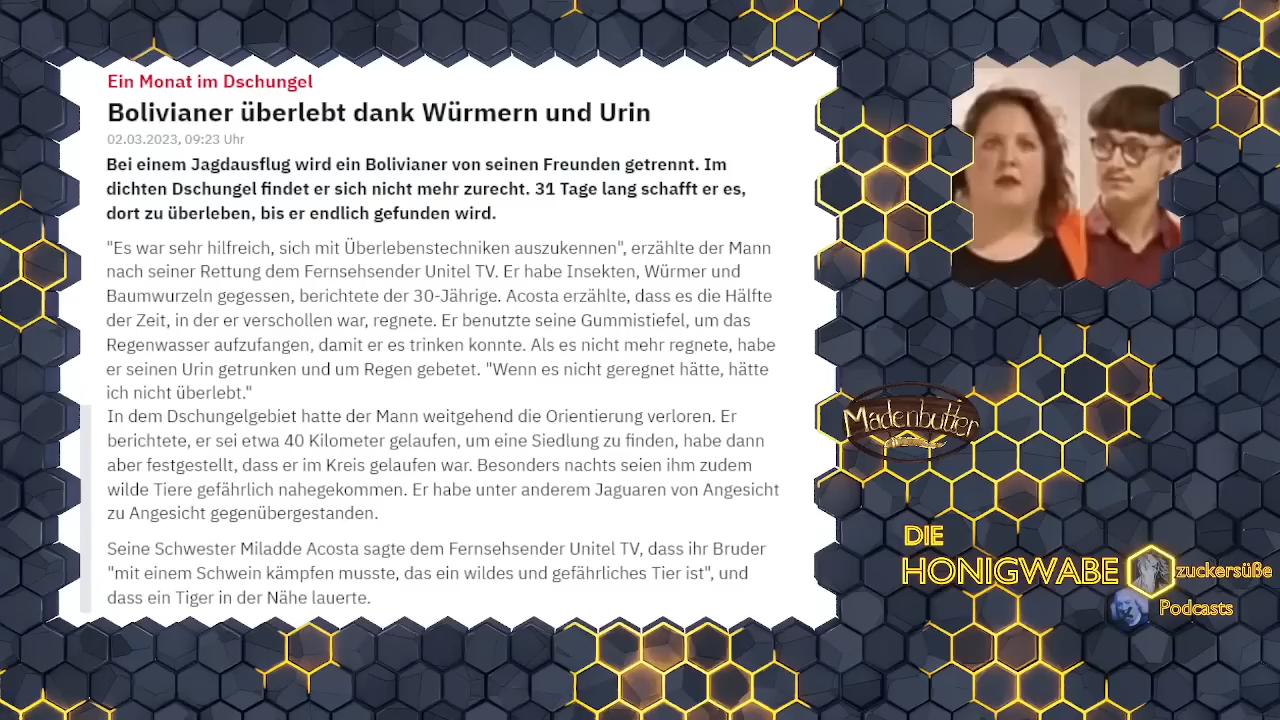 Ein Monat im Dschungel
Bolivianer überlebt dank Würmern und Urin
02.03.2023, 09:23 Uhr
Bei einem Jagdausflug wird ein Bolivianer von seinen Freunden getrennt. Im
dichten Dschungel findet er sich nicht mehr zurecht. 31 Tage lang schafft er es,
dort zu überleben, bis er endlich gefunden wird.
"Es war sehr hilfreich, sich mit Überlebenstechniken auszukennen", erzählte der Mann
nach seiner Rettung dem Fernsehsender Unitel TV. Er habe Insekten, Würmer und
Baumwurzeln gegessen, berichtete der 30-Jährige. Acosta erzählte, dass es die Hälfte
der Zeit, in der er verschollen war, regnete. Er benutzte seine Gummistiefel, um das
Regenwasser aufzufangen, damit er es trinken konnte. Als es nicht mehr regnete, habe
er seinen Urin getrunken und um Regen gebetet. "Wenn es nicht geregnet hätte, hätte
ich nicht überlebt."
In dem Dschungelgebiet hatte der Mann weitgehend die Orientierung verloren. Er
berichtete, er sei etwa 40 Kilometer gelaufen, um eine Siedlung zu finden, habe dann
aber festgestellt, dass er im Kreis gelaufen war. Besonders nachts seien ihm zudem
wilde Tiere gefährlich nahegekommen. Er habe unter anderem Jaguaren von Angesicht
zu Angesicht gegenübergestanden.
Seine Schwester Miladde Acosta sagte dem Fernsehsender Unitel TV, dass ihr Bruder
"mit einem Schwein kämpfen musste, das ein wildes und gefährliches Tier ist", und
dass ein Tiger in der Nähe lauerte.
Madenbutter
DIE
HONIGWABE
zuckersüße
Podcasts